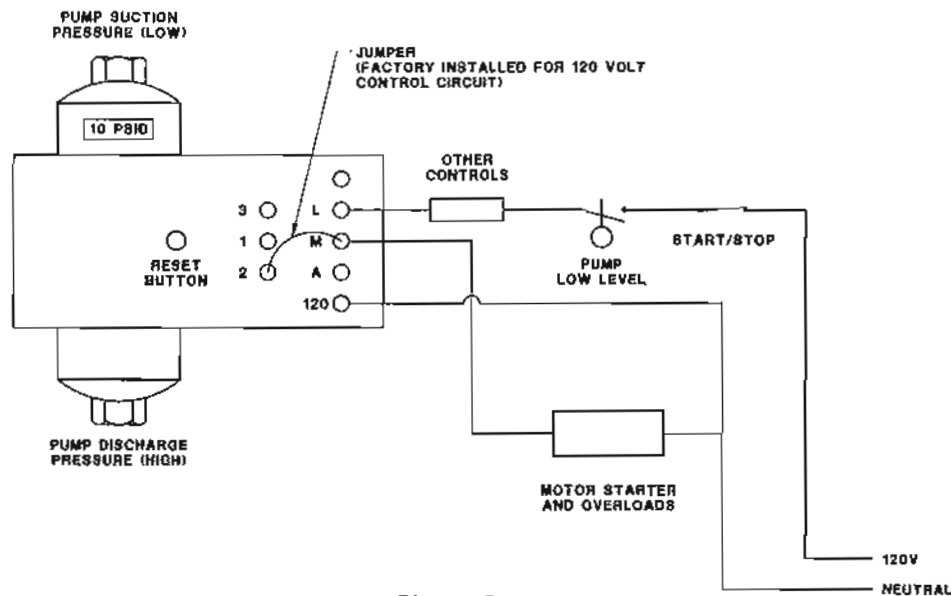 PUMP SUCTION
PRESSURE (LOW)
JUMPER
(FACTORY INSTALLED FOR 120 VOLT
CONTROL CIRCUIT)
10 PSID
OTHER
CONTROLS
3
L
1
M
RESET
BUTTON
2
A
120
START/STOP
PUMP
LOW LEVEL
PUMP DISCHARGE
PRESSURE (HIGH)
MOTOR STARTER
AND OVERLOADS
120V
NEUTRAL